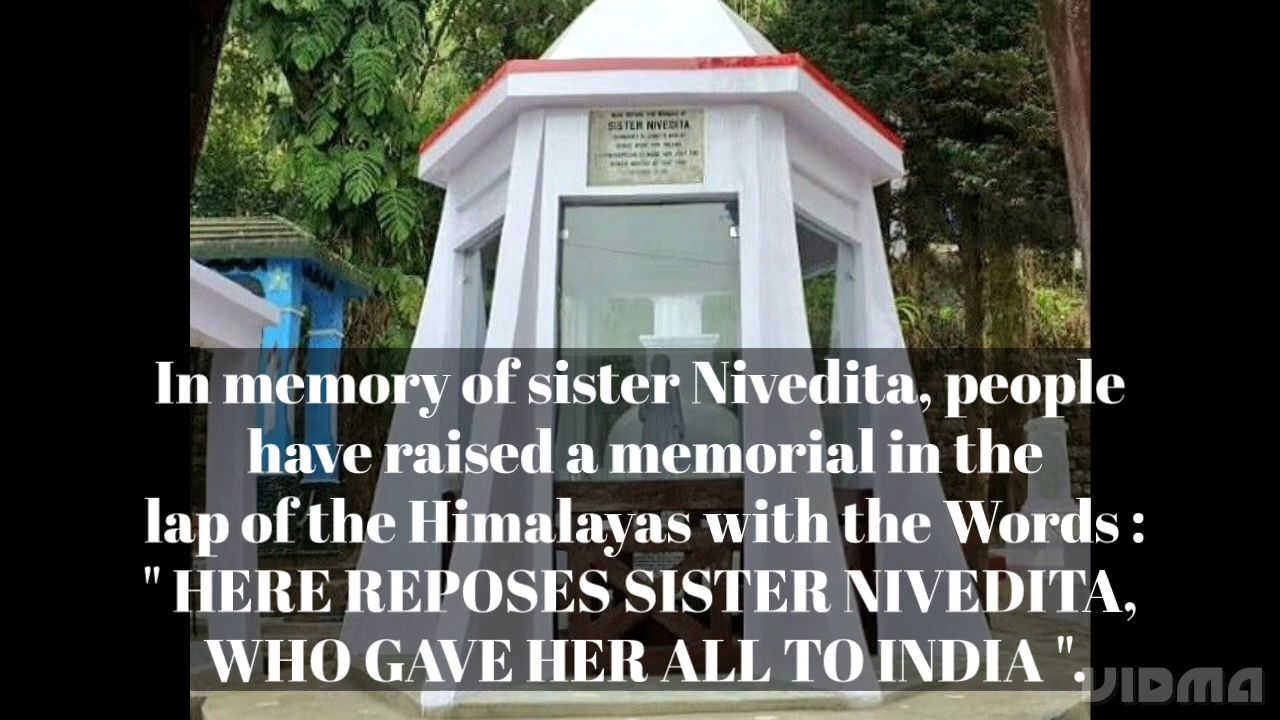 SISTER NIVEDITA
In memory of sister Nivedita, people
have raised a memorial in the
lap of the Himalayas with the Words :
" HERE REPOSES SISTER NIVEDITA,
WHO GAVE HER ALL TO INDIA ".
VIDMA